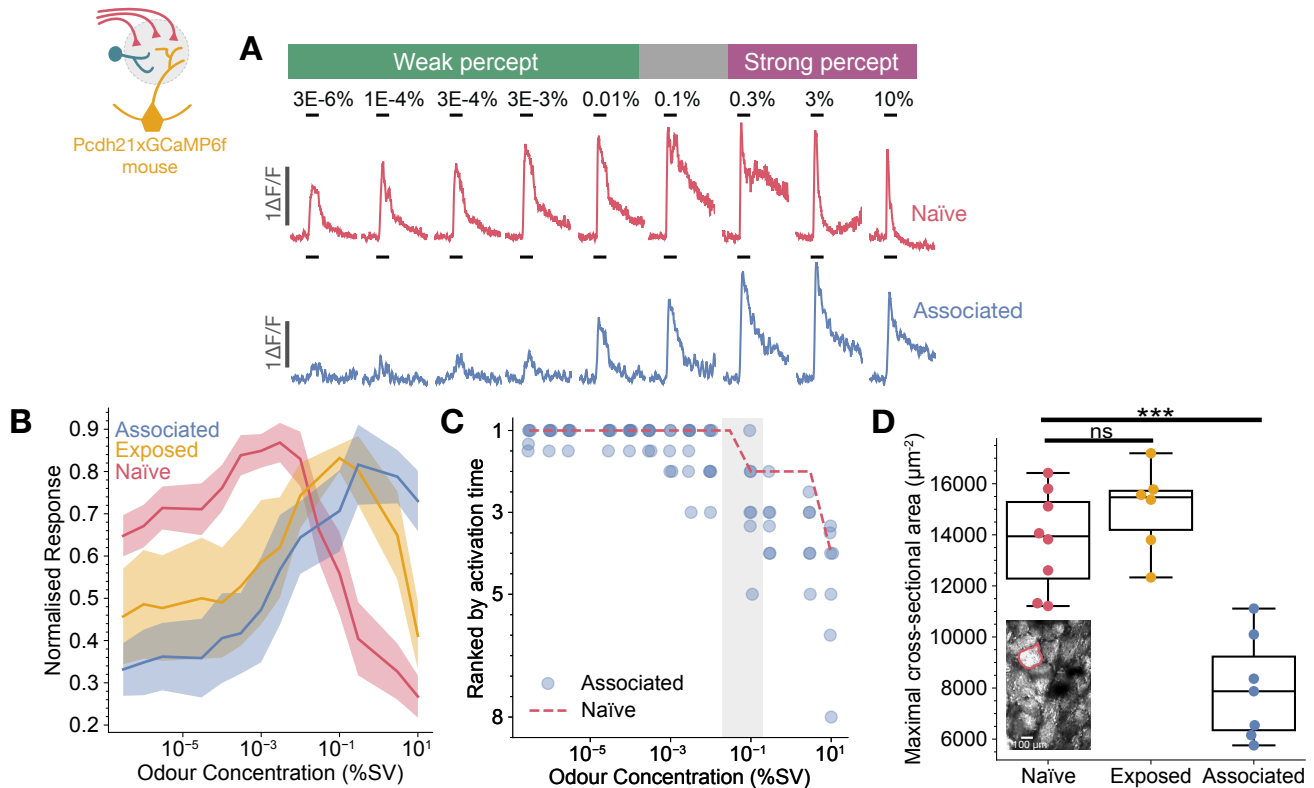 Pcdh21xGCaMP6f
mouse
A
Weak percept
Strong percept
3E-6% 1E-4% 3E-4% 3E-3% 0.01% 0.1% 0.3% 3% 10%
1ΔF/F
Naïve
1ΔF/F
Associated
B
Associated
Exposed
Naïve
Normalised Response
0.9
0.8
0.7
0.6
0.5
0.4
0.3
0.2
10⁻⁵ 10⁻³ 10⁻¹ 10¹
Odour Concentration (%SV)
C
Ranked by activation time
1
3
5
8
Associated
Naïve
10⁻⁵ 10⁻³ 10⁻¹ 10¹
Odour Concentration (%SV)
D
***
ns
Maximal cross-sectional area (μm⁻²)
16000
14000
12000
10000
8000
6000
100 μm
Naïve Exposed Associated